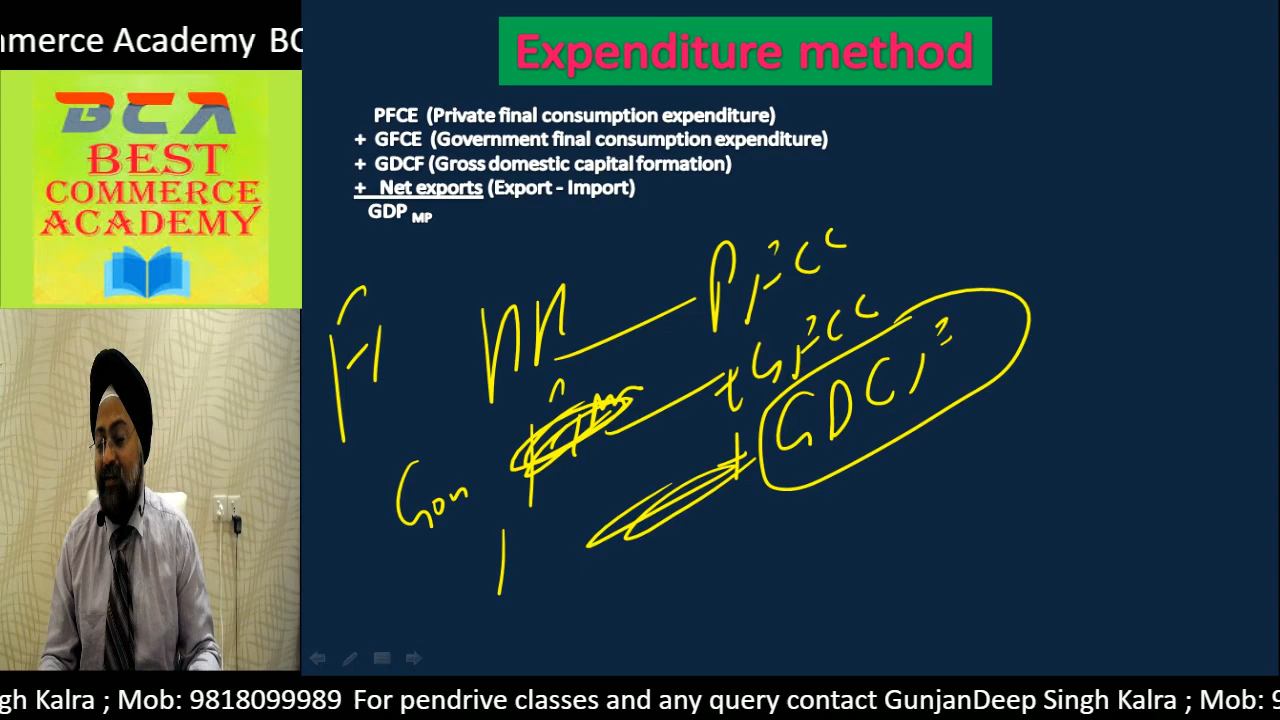 mmerce Academy BC
BCA
BEST
COMMERCE
ACADEMY
Expenditure method
PFCE (Private final consumption expenditure)
+ GFCE (Government final consumption expenditure)
+ GDCF (Gross domestic capital formation)
+ Net exports (Export - Import)
GDP MP
GDCF
gh Kalra ; Mob: 9818099989 For pendrive classes and any query contact GunjanDeep Singh Kalra ; Mob: 9